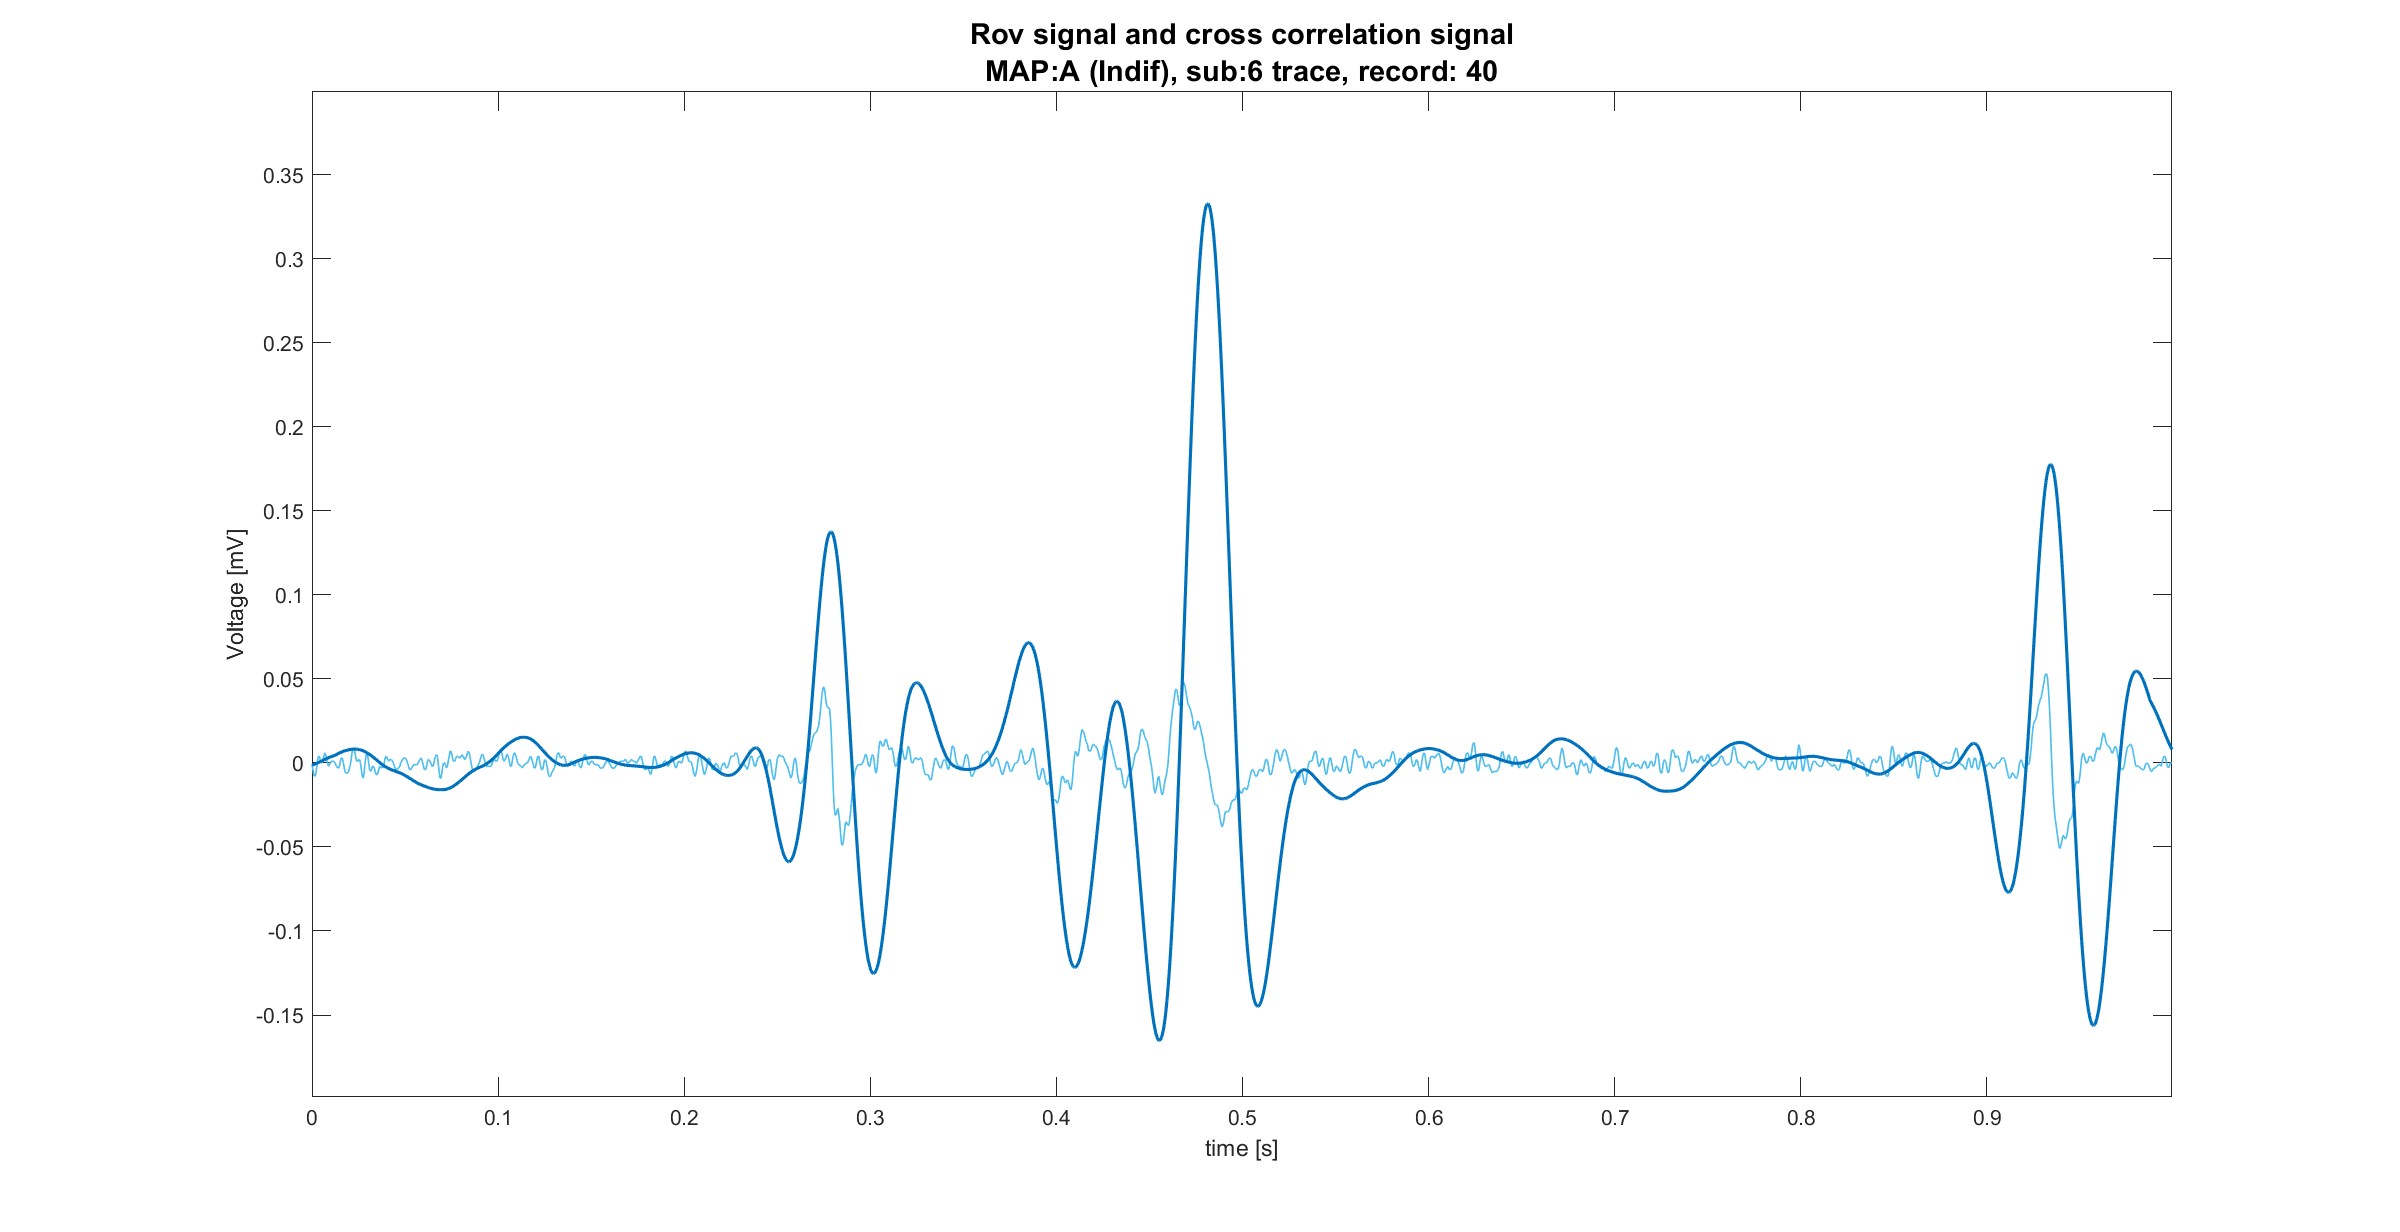 Rov signal and cross correlation signal
MAP:A (Indif), sub:6 trace, record: 40
0.35
0.3
0.25
0.2
0.15
0.1
0.05
0
-0.05
-0.1
-0.15
Voltage [mV]
0 0.1 0.2 0.3 0.4 0.5 0.6 0.7 0.8 0.9
time [s]